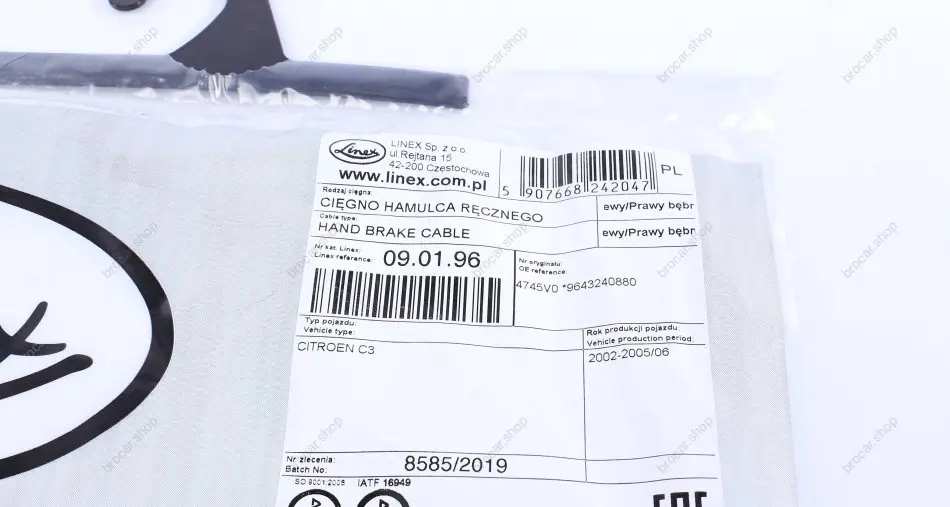 Linex
LINEX Sp. z o.o
ul Rejtana 15
42-200 Czestochowa
www.linex.com.pl
5 907668 242047
PL
Rodzaj cięgna:
CIĘGNO HAMULCA RĘCZNEGO
ewy/Prawy bębr
Cable type:
HAND BRAKE CABLE
ewy/Prawy bębr
Nr kat. Linex:
Linex reference:
09.01.96
Nr oryginału:
OE reference:
4745V0 *9643240880
Typ pojazdu:
Vehicle type:
CITROEN C3
Rok produkcji pojazdu:
Vehicle production period:
2002-2005/06
Nr zlecenia:
Batch No:
8585/2019
ISO 9001:2008
IATF 16949
EAC
brocar.shop